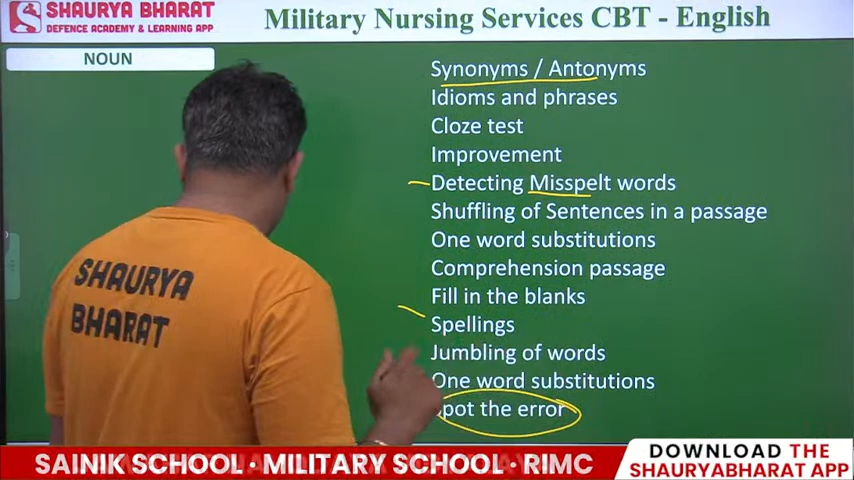 SHAURYA BHARAT
DEFENCE ACADEMY & LEARNING APP
Military Nursing Services CBT - English
NOUN
Synonyms / Antonyms
Idioms and phrases
Cloze test
Improvement
Detecting Misspelt words
Shuffling of Sentences in a passage
One word substitutions
Comprehension passage
Fill in the blanks
Spellings
Jumbling of words
One word substitutions
pot the error
SHAURYA
BHARAT
SAINIK SCHOOL • MILITARY SCHOOL • RIMC
DOWNLOAD THE
SHAURYABHARAT APP